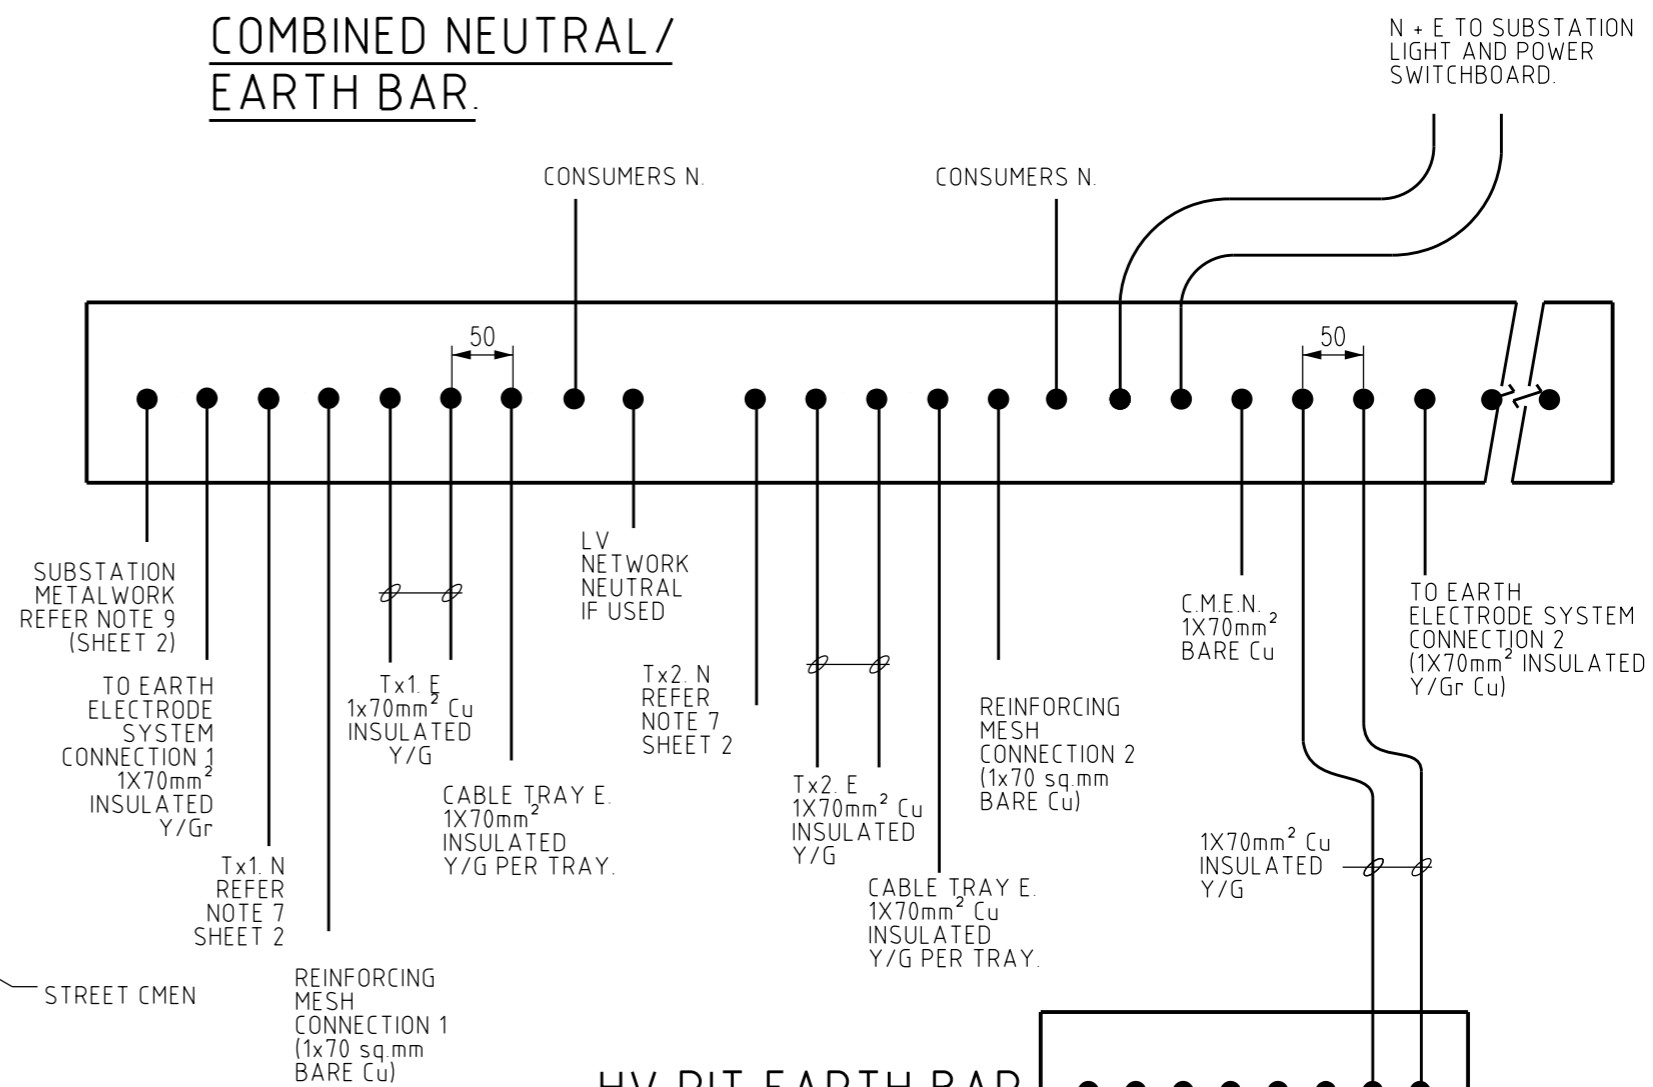 COMBINED NEUTRAL/
EARTH BAR.
N + E TO SUBSTATION
LIGHT AND POWER
SWITCHBOARD.
CONSUMERS N.
CONSUMERS N.
50
50
SUBSTATION
METALWORK
REFER NOTE 9
(SHEET 2)
TO EARTH
ELECTRODE
SYSTEM
CONNECTION 1
1X70mm²
INSULATED
Y/Gr
Tx1. N
REFER
NOTE 7
SHEET 2
REINFORCING
MESH
CONNECTION 1
(1x70 sq.mm
BARE Cu)
Tx1. E
1x70mm² Cu
INSULATED
Y/G
CABLE TRAY E.
1X70mm²
INSULATED
Y/G PER TRAY.
LV
NETWORK
NEUTRAL
IF USED
Tx2. N
REFER
NOTE 7
SHEET 2
Tx2. E
1X70mm² Cu
INSULATED
Y/G
CABLE TRAY E.
1X70mm² Cu
INSULATED
Y/G PER TRAY.
REINFORCING
MESH
CONNECTION 2
(1x70 sq.mm
BARE Cu)
C.M.E.N.
1X70mm²
BARE Cu
TO EARTH
ELECTRODE SYSTEM
CONNECTION 2
(1X70mm² INSULATED
Y/Gr Cu)
1X70mm² Cu
INSULATED
Y/G
STREET CMEN
HV PIT EARTH BAR